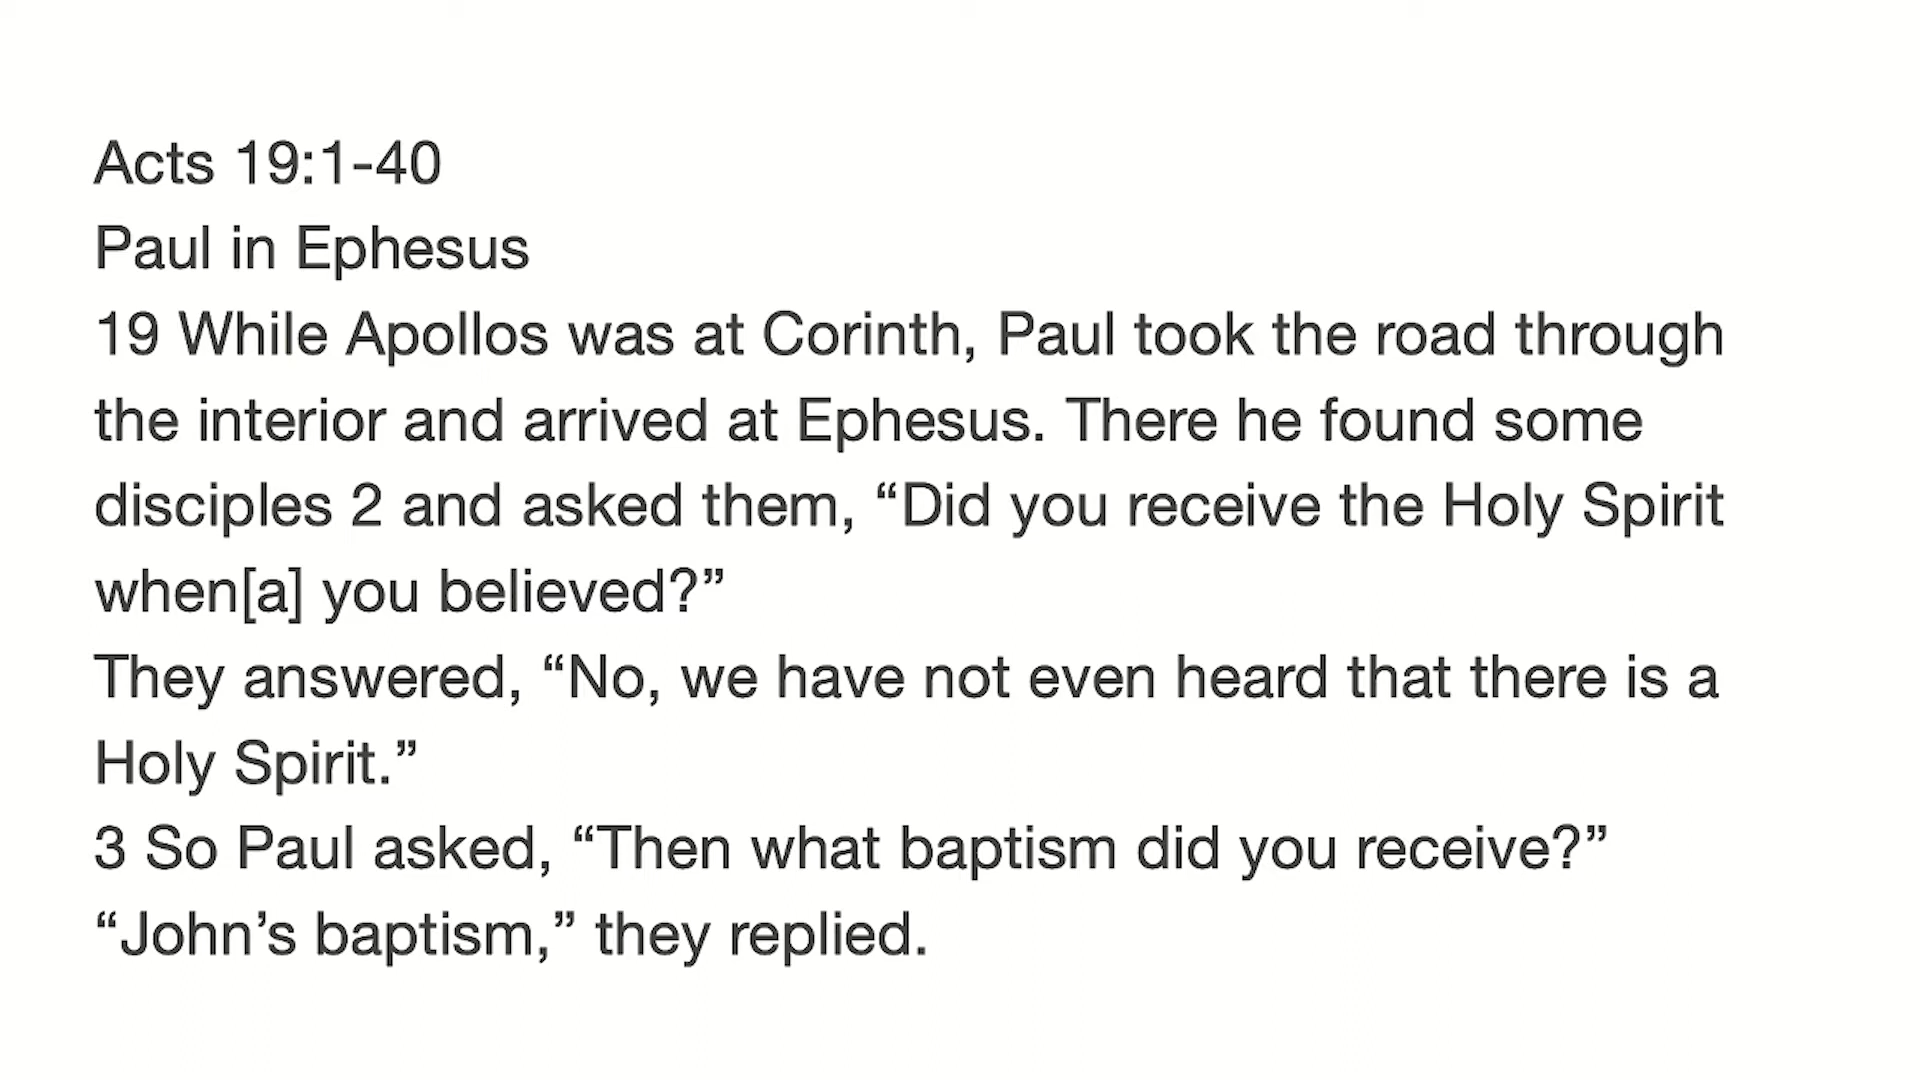 Acts 19:1-40
Paul in Ephesus
19 While Apollos was at Corinth, Paul took the road through
the interior and arrived at Ephesus. There he found some
disciples 2 and asked them, “Did you receive the Holy Spirit
when[a] you believed?”
They answered, “No, we have not even heard that there is a
Holy Spirit.”
3 So Paul asked, “Then what baptism did you receive?”
“John’s baptism,” they replied.